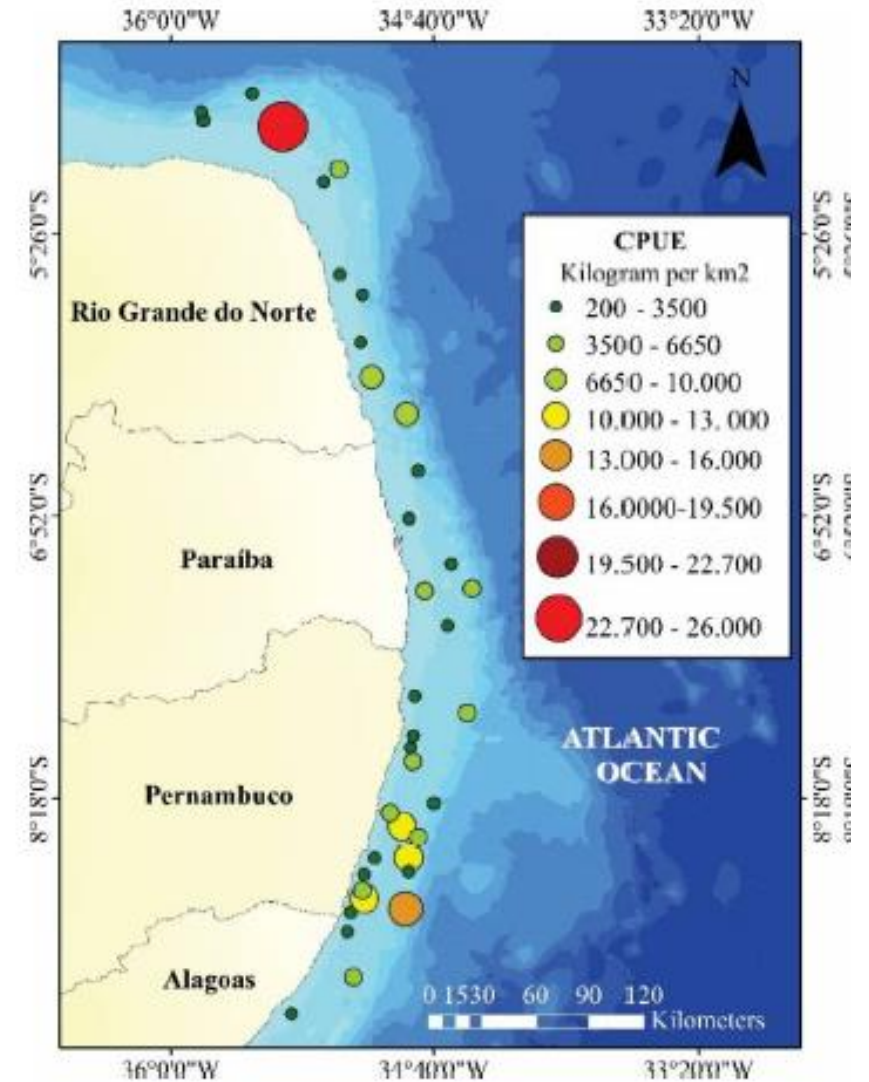 36°0'0"W 34°40'0"W 33°20'0"W
N
5°26'0"S
CPUE
Kilogram per km2
200 - 3500
3500 - 6650
6650 - 10.000
10.000 - 13. 000
13.000 - 16.000
16.0000-19.500
19.500 - 22.700
22.700 - 26.000
Rio Grande do Norte
6°52'0"S
6°52'0"S
Paraíba
ATLANTIC
OCEAN
Pernambuco
8°18'0"S
8°18'0"S
Alagoas
0 1530 60 90 120
Kilometers
36°0'0"W 34°40'0"W 33°20'0"W